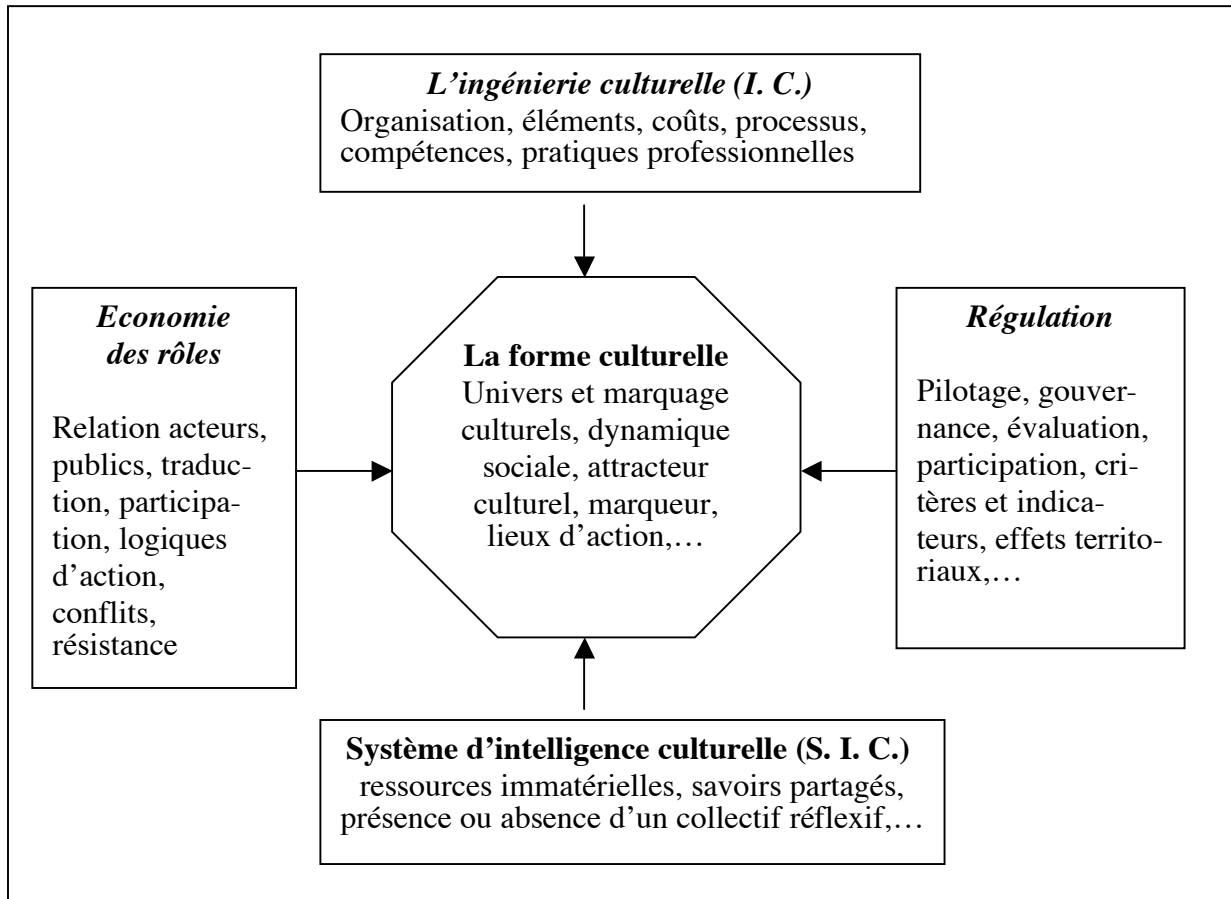 L’ingénierie culturelle (I. C.)
Organisation, éléments, coûts, processus,
compétences, pratiques professionnelles
Economie
des rôles
Relation acteurs,
publics, traduc-
tion, participa-
tion, logiques
d’action,
conflits,
résistance
La forme culturelle
Univers et marquage
culturels, dynamique
sociale, attracteur
culturel, marqueur,
lieux d’action,…
Régulation
Pilotage, gouver-
nance, évaluation,
participation, cri-
tères et indica-
teurs, effets territo-
riaux,…
Système d’intelligence culturelle (S. I. C.)
ressources immatérielles, savoirs partagés,
présence ou absence d’un collectif réflexif,…